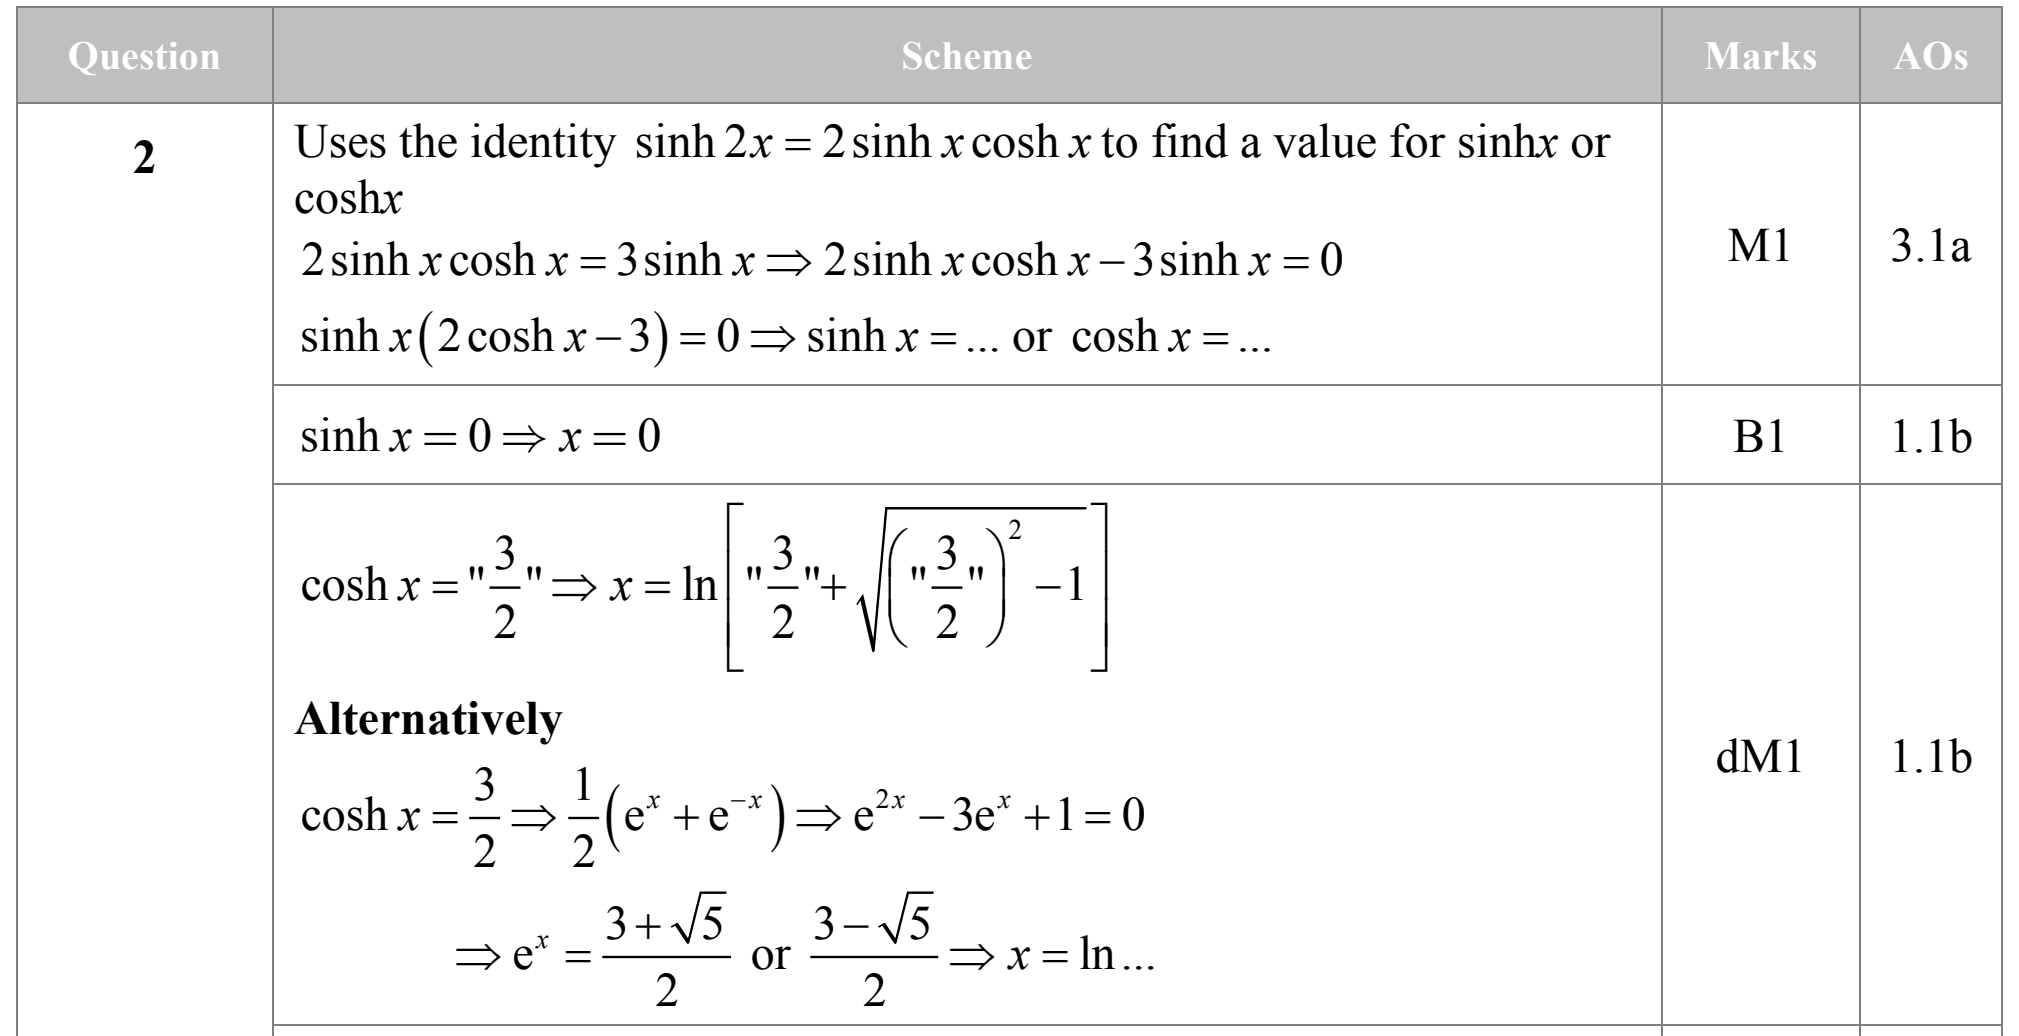 Question Scheme Marks AOs
2 Uses the identity sinh 2x = 2 sinh x cosh x to find a value for sinhx or
coshx
2 sinh x cosh x = 3 sinh x ⇒ 2 sinh x cosh x − 3 sinh x = 0
sinh x(2 cosh x − 3) = 0 ⇒ sinh x = ... or cosh x = ...
M1 3.1a
sinh x = 0 ⇒ x = 0 B1 1.1b
cosh x = "3/2" ⇒ x = ln["3/2" + √(("3/2")² − 1)]
Alternatively
cosh x = 3/2 ⇒ 1/2(eˣ + e⁻ˣ) ⇒ e²ˣ − 3eˣ + 1 = 0
⇒ eˣ = (3 + √5)/2 or (3 − √5)/2 ⇒ x = ln ...
dM1 1.1b